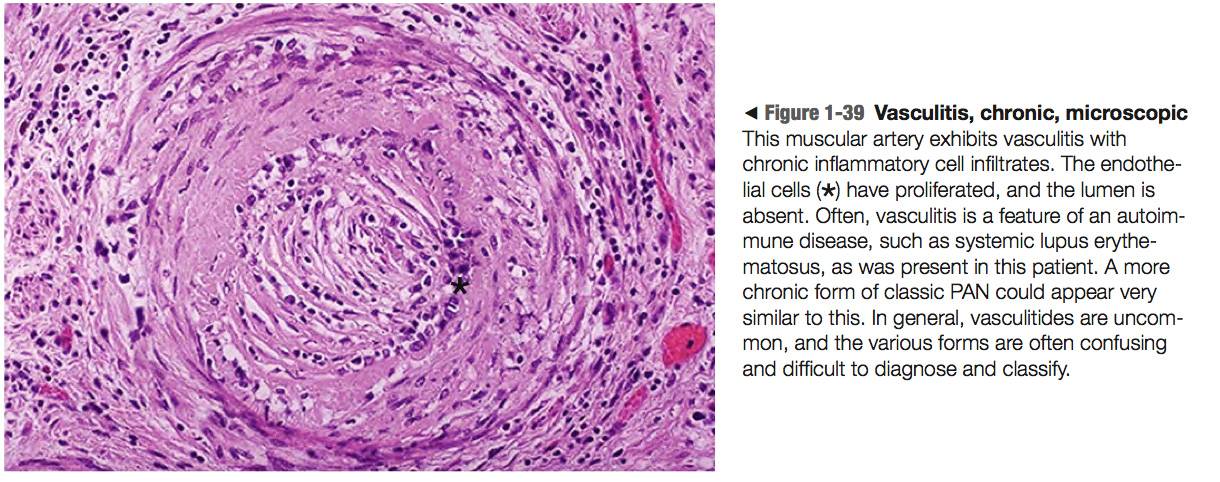 ◄ Figure 1-39 Vasculitis, chronic, microscopic
This muscular artery exhibits vasculitis with
chronic inflammatory cell infiltrates. The endothe-
lial cells (★) have proliferated, and the lumen is
absent. Often, vasculitis is a feature of an autoim-
mune disease, such as systemic lupus erythe-
matosus, as was present in this patient. A more
chronic form of classic PAN could appear very
similar to this. In general, vasculitides are uncom-
mon, and the various forms are often confusing
and difficult to diagnose and classify.